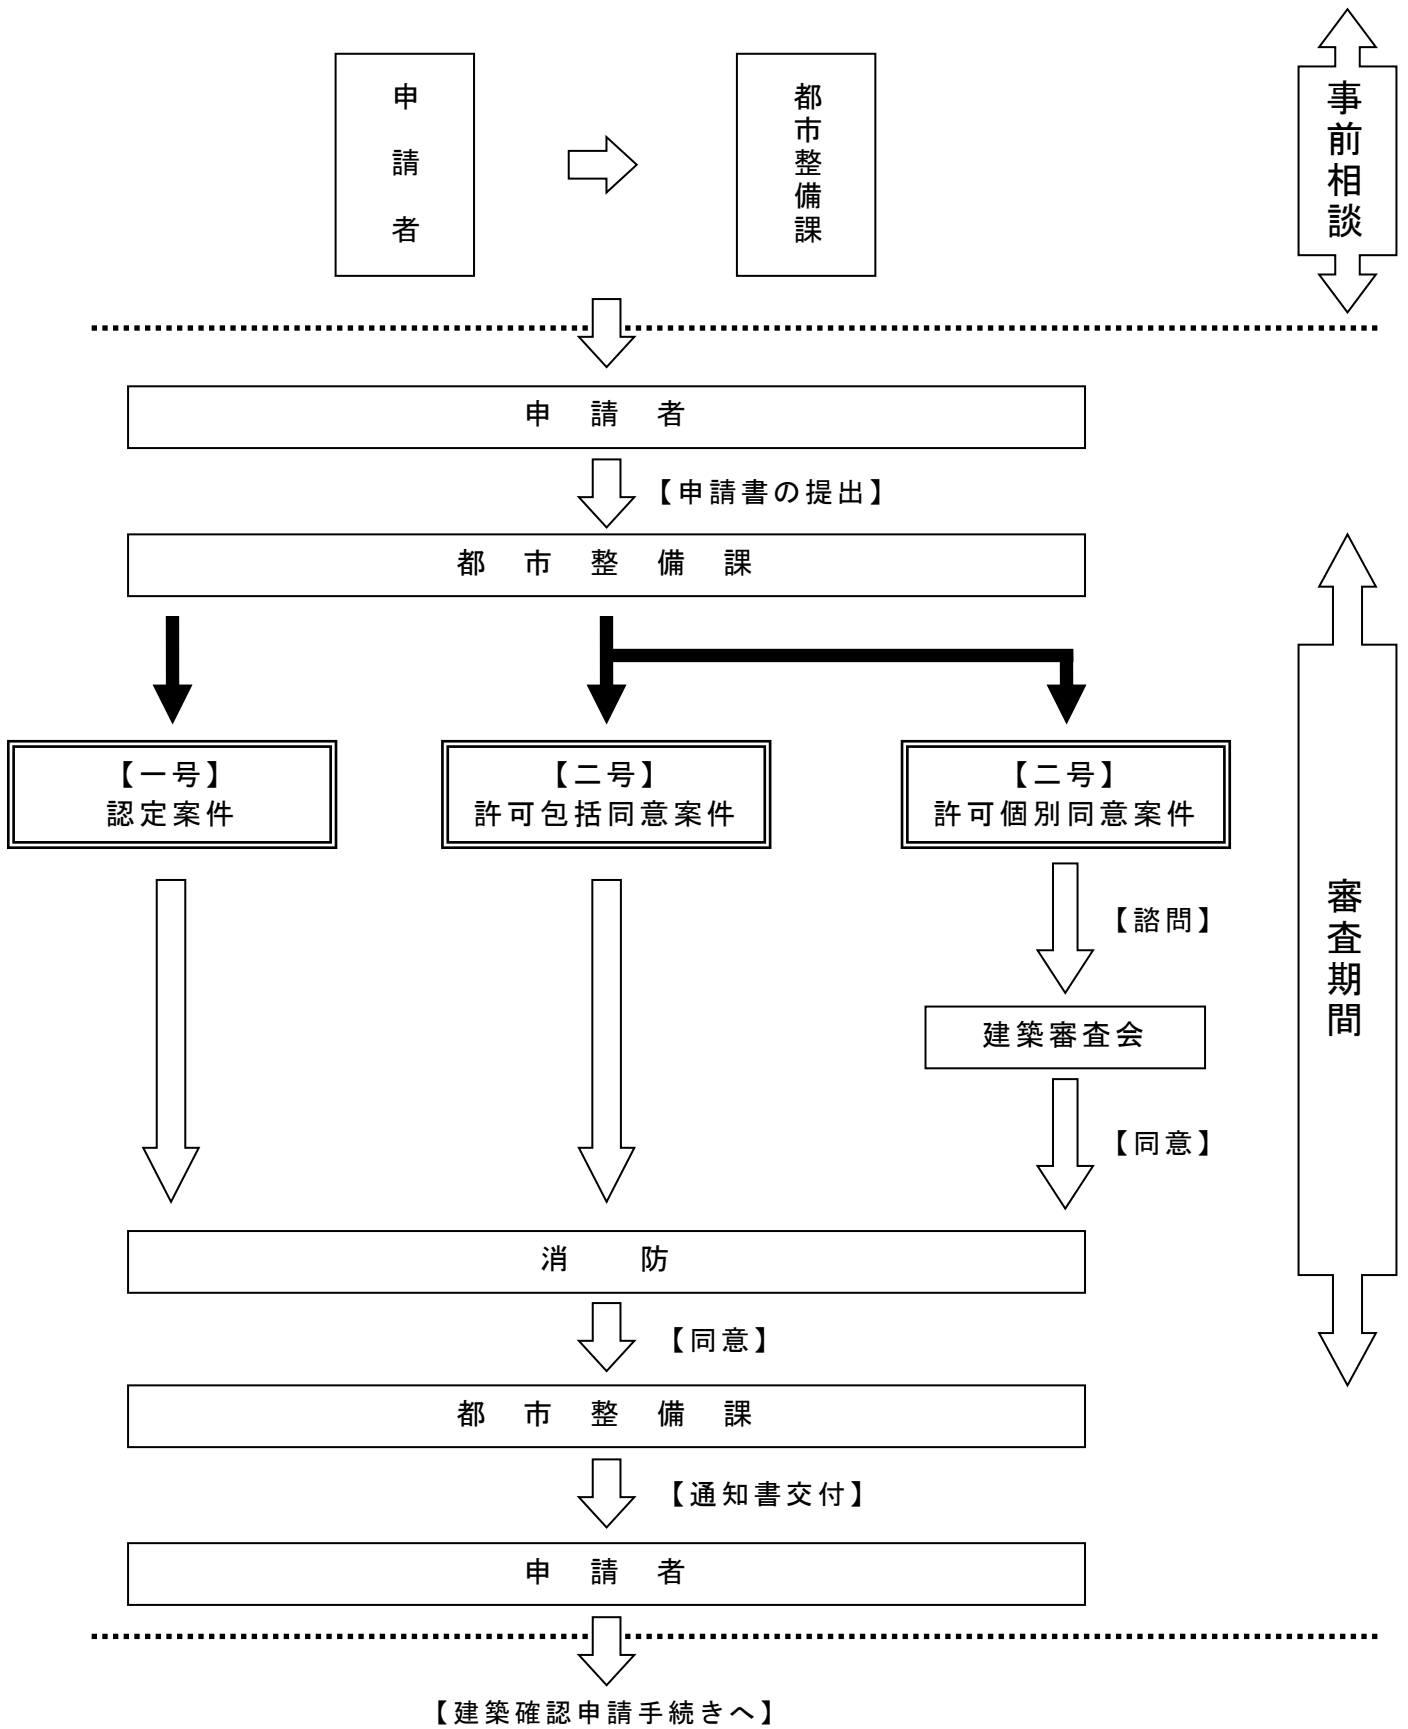 申請者
都市整備課
事前相談
申請者
【申請書の提出】
都市整備課
【一号】
認定案件
【二号】
許可包括同意案件
【二号】
許可個別同意案件
【諮問】
建築審査会
【同意】
審査期間
消防
【同意】
都市整備課
【通知書交付】
申請者
【建築確認申請手続きへ】